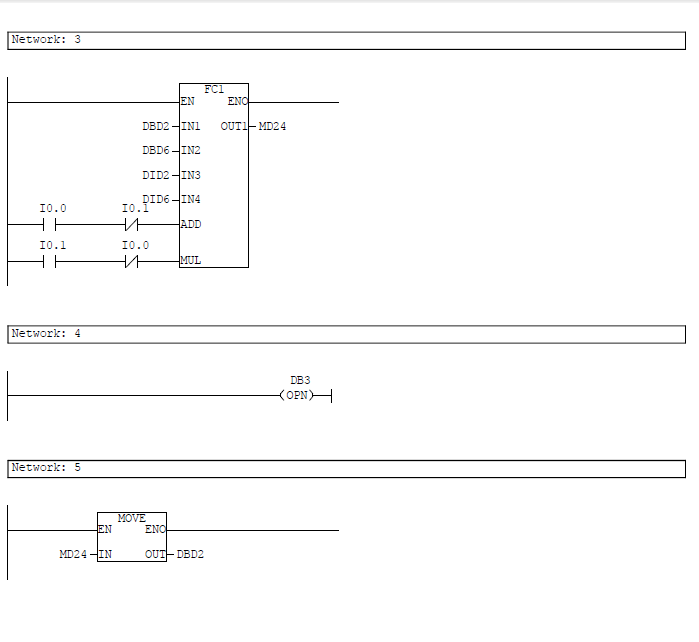 Network: 3
FC1
EN ENO
DBD2 IN1 OUT1 MD24
DBD6 IN2
DID2 IN3
DID6 IN4
I0.0 I0.1
ADD
I0.1 I0.0
MUL
Network: 4
DB3
(OPN)
Network: 5
MOVE
EN ENO
MD24 IN OUT DBD2